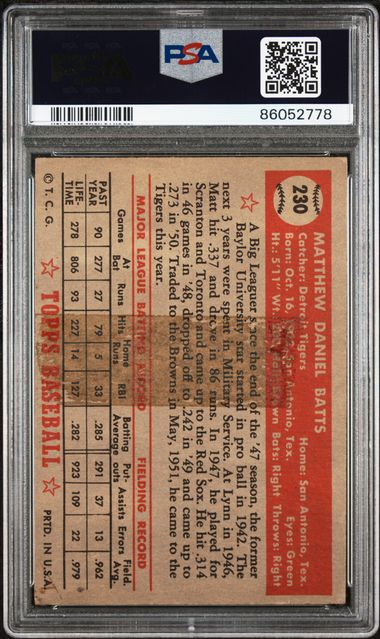 PSA
PSA
86052778
230
MATTHEW DANIEL BATTS
Catcher: Detroit Tigers Home: San Antonio, Tex.
Born: Oct. 16, San Antonio, Tex. Eyes: Green
Ht.: 5'11" Wt.: Brown Bats: Right Throws: Right
☆ A Big Leaguer since the end of the '47 season, the former
Baylor University star started in pro ball in 1942. The
next 3 years were spent in Military Service. At Lynn in 1946,
Matt hit .337 and drove in 86 runs. In 1947, he played for
Scranton and Toronto and came up to the Red Sox. He hit .314
in 46 games in '48, dropped off to .242 in '49 and came up to
.273 in '50. Traded to the Browns in May, 1951, he came to the
Tigers this year.
MAJOR LEAGUE BATTING RECORD FIELDING RECORD
Games At Bat Runs Hits Home Runs RBI Batting Average Put-outs Assists Errors Field. Avg.
PAST YEAR 90 277 27 79 5 33 .285 291 37 13 .962
LIFE-TIME 278 806 93 227 14 127 .282 923 109 22 .979
© T. C. G. ☆ TOPPS BASEBALL ☆ PRTD. IN U.S.A.